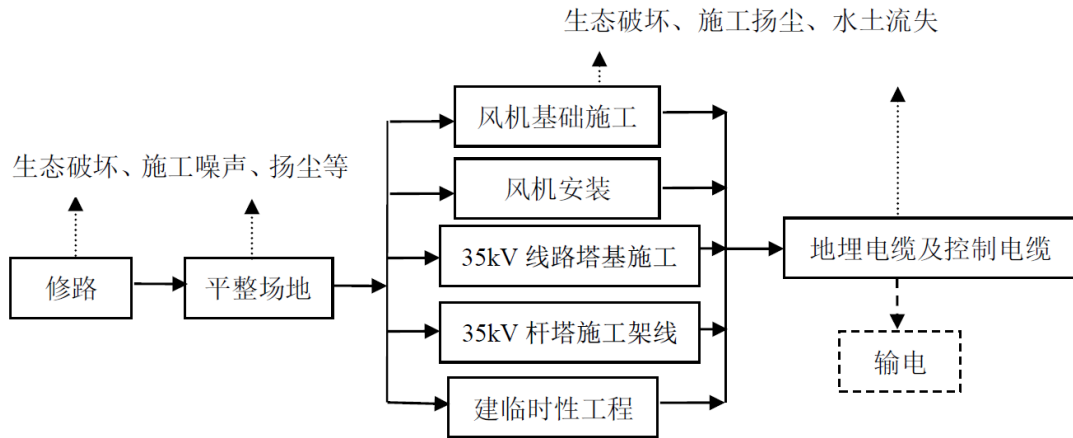 生态破坏、施工扬尘、水土流失
风机基础施工
生态破坏、施工噪声、扬尘等
风机安装
地埋电缆及控制电缆
35kV 线路塔基施工
修路
平整场地
35kV 杆塔施工架线
输电
建临时性工程